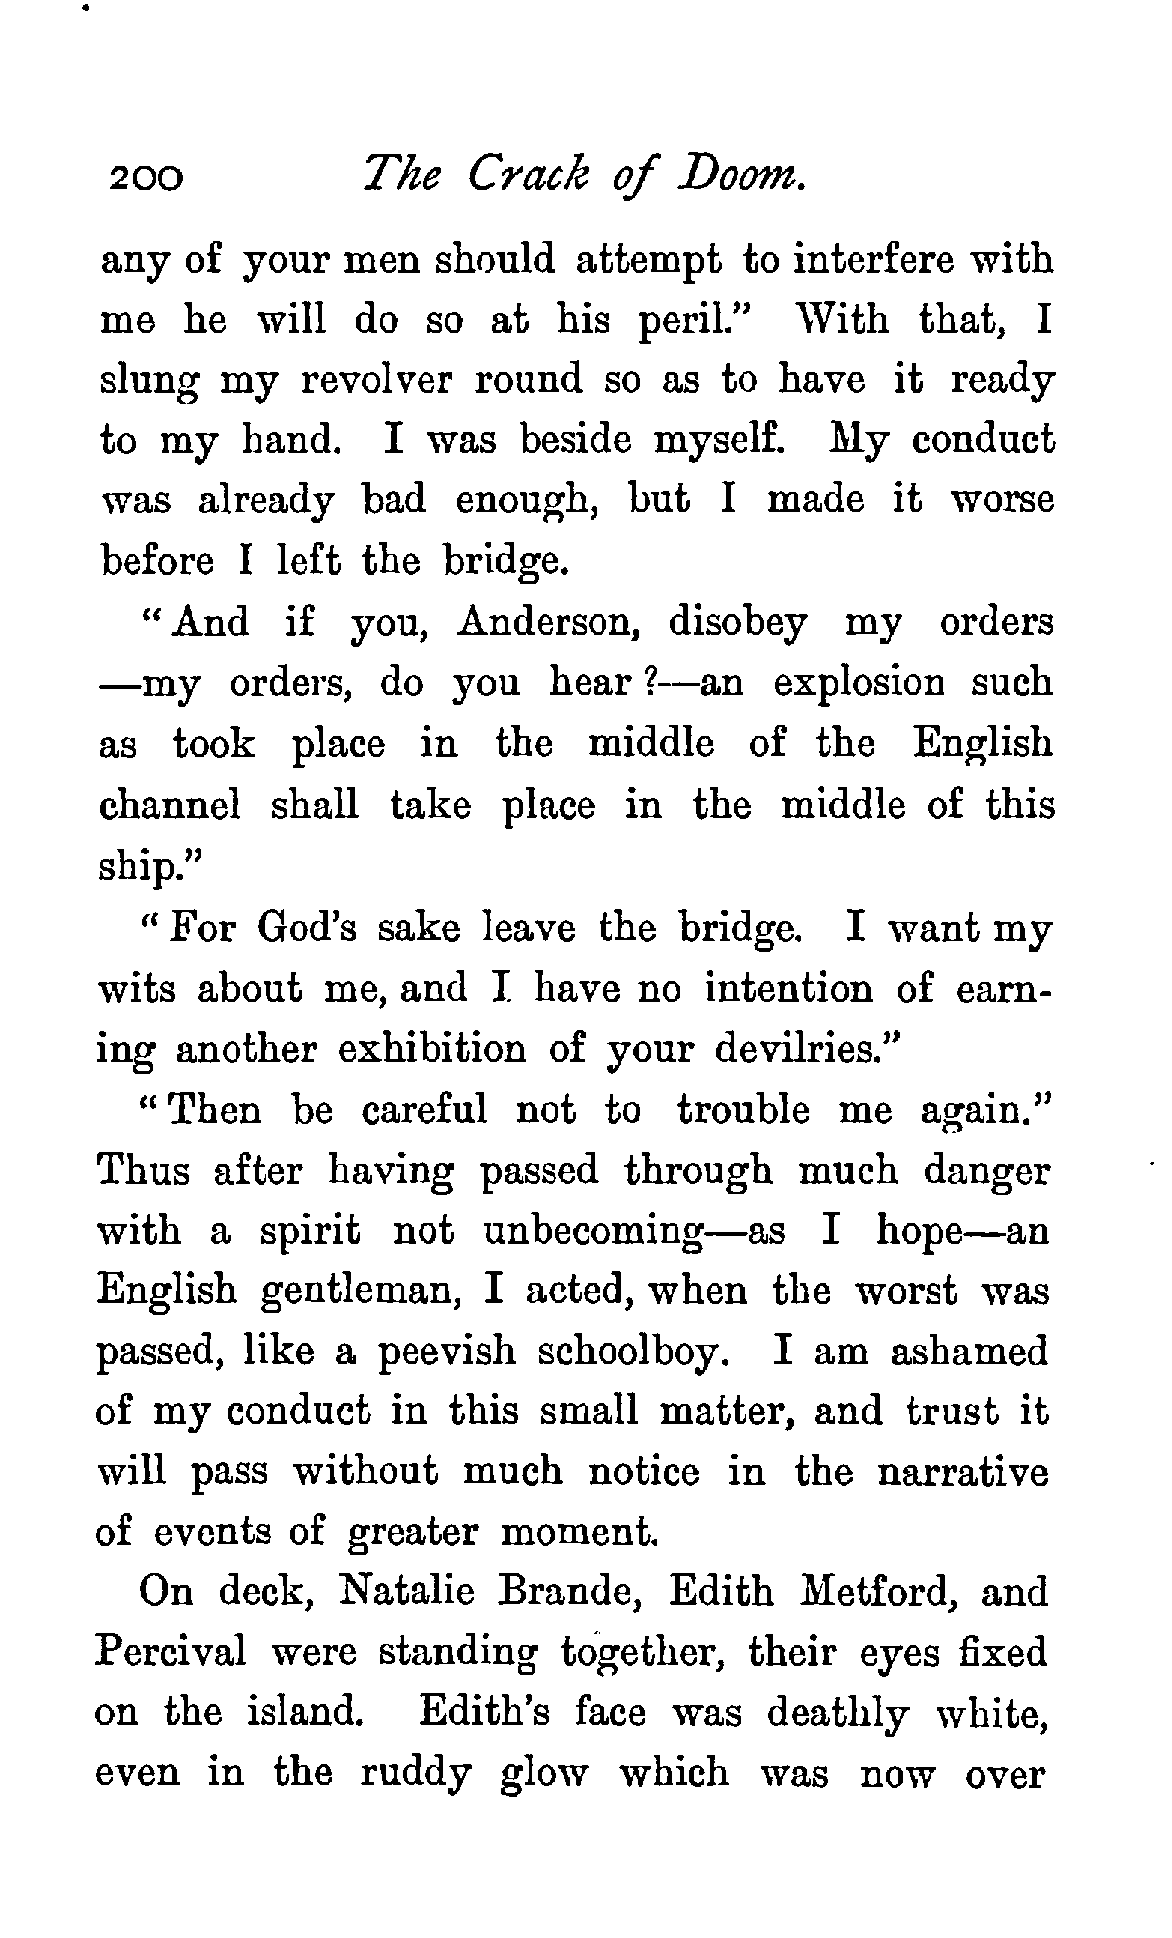 200 The Crack of Doom.
any of your men should attempt to interfere with
me he will do so at his peril.” With that, I
slung my revolver round so as to have it ready
to my hand. I was beside myself. My conduct
was already bad enough, but I made it worse
before I left the bridge.
“And if you, Anderson, disobey my orders
—my orders, do you hear?—an explosion such
as took place in the middle of the English
channel shall take place in the middle of this
ship.”
“For God's sake leave the bridge. I want my
wits about me, and I have no intention of earn-
ing another exhibition of your devilries.”
“Then be careful not to trouble me again.”
Thus after having passed through much danger
with a spirit not unbecoming—as I hope—an
English gentleman, I acted, when the worst was
passed, like a peevish schoolboy. I am ashamed
of my conduct in this small matter, and trust it
will pass without much notice in the narrative
of events of greater moment.
On deck, Natalie Brande, Edith Metford, and
Percival were standing together, their eyes fixed
on the island. Edith's face was deathly white,
even in the ruddy glow which was now over